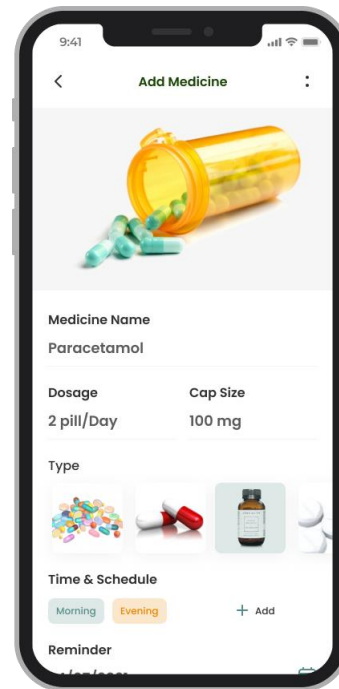 9:41
Add Medicine
Medicine Name
Paracetamol
Dosage Cap Size
2 pill/Day 100 mg
Type
Time & Schedule
Morning Evening + Add
Reminder